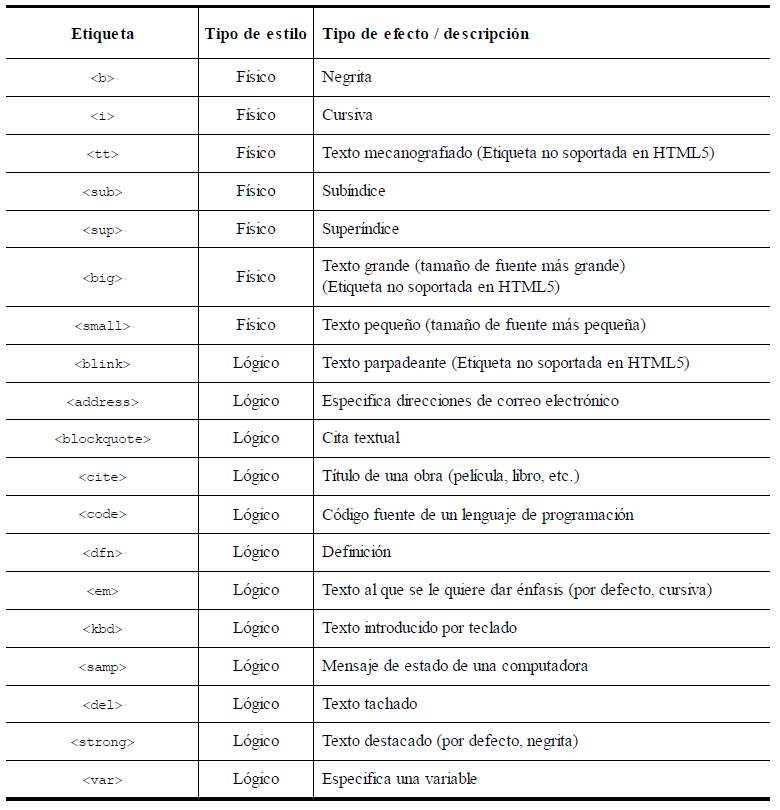 Etiqueta Tipo de estilo Tipo de efecto / descripción
<b> Físico Negrita
<i> Físico Cursiva
<tt> Físico Texto mecanografiado (Etiqueta no soportada en HTML5)
<sub> Físico Subíndice
<sup> Físico Superíndice
<big> Físico Texto grande (tamaño de fuente más grande)
(Etiqueta no soportada en HTML5)
<small> Físico Texto pequeño (tamaño de fuente más pequeña)
<blink> Lógico Texto parpadeante (Etiqueta no soportada en HTML5)
<address> Lógico Especifica direcciones de correo electrónico
<blockquote> Lógico Cita textual
<cite> Lógico Título de una obra (película, libro, etc.)
<code> Lógico Código fuente de un lenguaje de programación
<dfn> Lógico Definición
<em> Lógico Texto al que se le quiere dar énfasis (por defecto, cursiva)
<kbd> Lógico Texto introducido por teclado
<samp> Lógico Mensaje de estado de una computadora
<del> Lógico Texto tachado
<strong> Lógico Texto destacado (por defecto, negrita)
<var> Lógico Especifica una variable